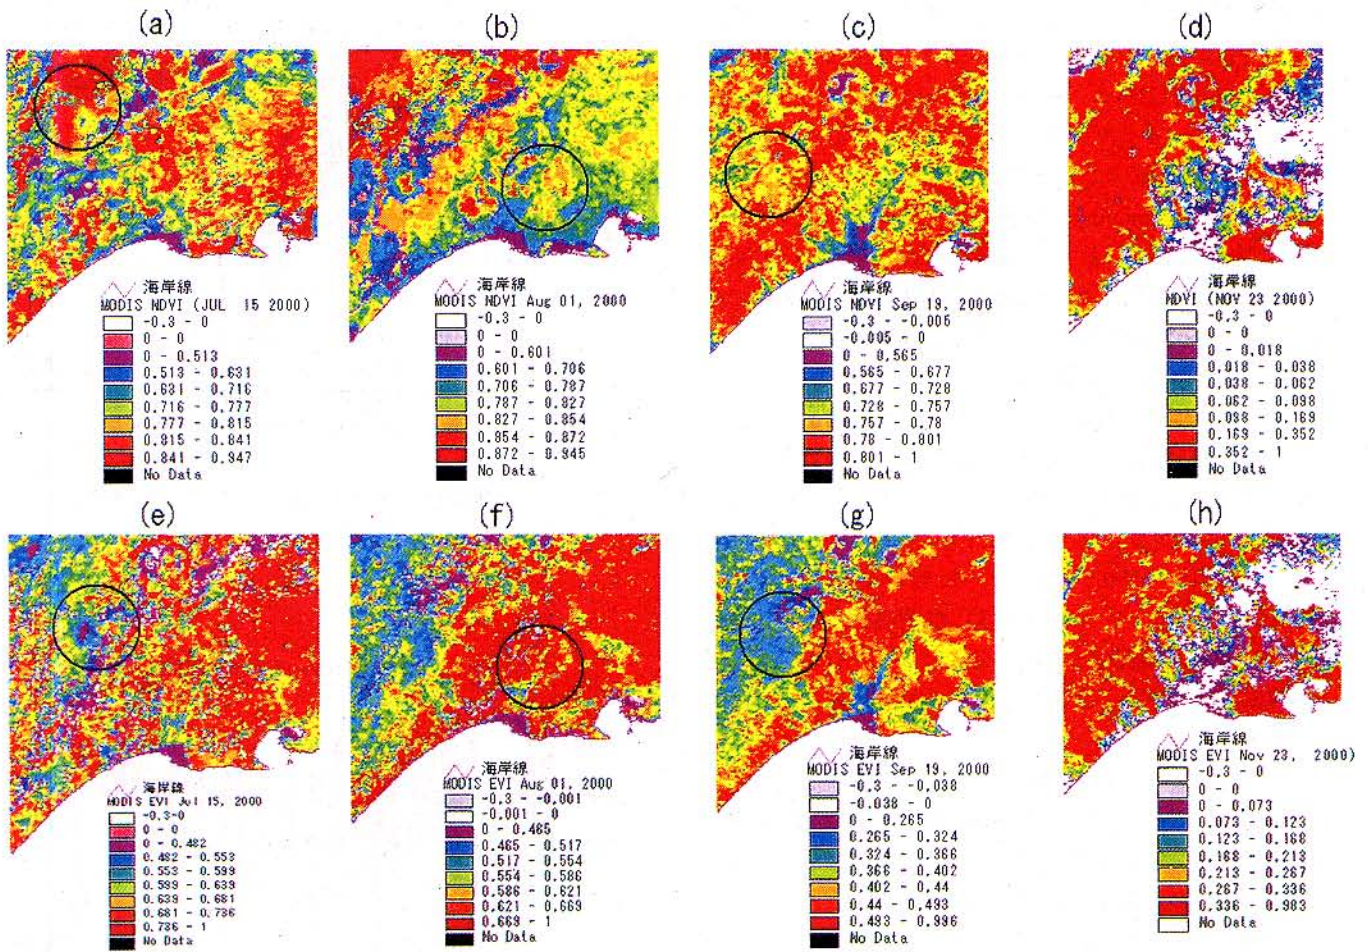 (a)
海岸線
MODIS NDVI (JUL 15 2000)
-0.3 - 0
0 - 0
0 - 0.513
0.513 - 0.631
0.631 - 0.716
0.716 - 0.777
0.777 - 0.815
0.815 - 0.841
0.841 - 0.947
No Data
(b)
海岸線
MODIS NDVI Aug 01, 2000
-0.3 - 0
0 - 0
0 - 0.601
0.601 - 0.706
0.706 - 0.787
0.787 - 0.827
0.827 - 0.854
0.854 - 0.872
0.872 - 0.945
No Data
(c)
海岸線
MODIS NDVI Sep 19, 2000
-0.3 - -0.005
-0.005 - 0
0 - 0.565
0.565 - 0.677
0.677 - 0.728
0.728 - 0.757
0.757 - 0.78
0.78 - 0.801
0.801 - 1
No Data
(d)
海岸線
NDVI (NOV 23 2000)
-0.3 - 0
0 - 0
0 - 0.018
0.018 - 0.038
0.038 - 0.062
0.062 - 0.098
0.098 - 0.169
0.169 - 0.352
0.352 - 1
No Data
(e)
海岸線
MODIS EVI Jul 15, 2000
-0.3-0
0 - 0
0 - 0.482
0.482 - 0.553
0.553 - 0.599
0.599 - 0.639
0.639 - 0.681
0.681 - 0.736
0.736 - 1
No Data
(f)
海岸線
MODIS EVI Aug 01, 2000
-0.3 - -0.001
-0.001 - 0
0 - 0.465
0.465 - 0.517
0.517 - 0.554
0.554 - 0.586
0.586 - 0.621
0.621 - 0.669
0.669 - 1
No Data
(g)
海岸線
MODIS EVI Sep 19, 2000
-0.3 - -0.038
-0.038 - 0
0 - 0.265
0.265 - 0.324
0.324 - 0.366
0.366 - 0.402
0.402 - 0.44
0.44 - 0.493
0.493 - 0.996
No Data
(h)
海岸線
MODIS EVI Nov 23, 2000)
-0.3 - 0
0 - 0
0 - 0.073
0.073 - 0.123
0.123 - 0.168
0.168 - 0.213
0.213 - 0.267
0.267 - 0.336
0.336 - 0.983
No Data